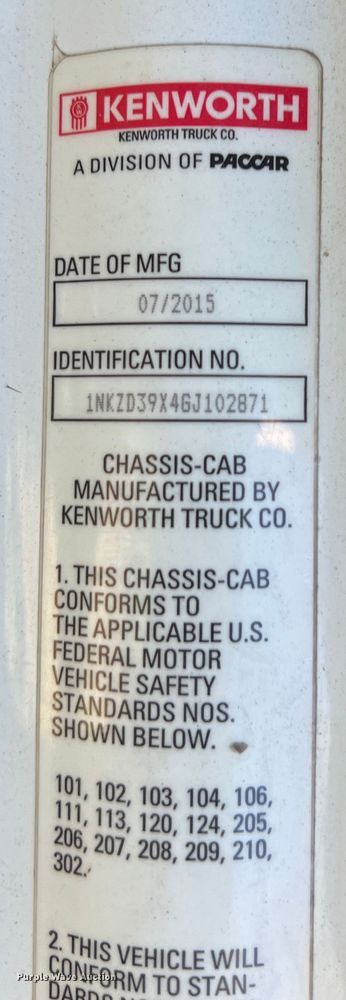 KENWORTH
KENWORTH TRUCK CO.
A DIVISION OF PACCAR
DATE OF MFG
07/2015
IDENTIFICATION NO.
1NKZD39X4GJ102871
CHASSIS-CAB
MANUFACTURED BY
KENWORTH TRUCK CO.
1. THIS CHASSIS-CAB
CONFORMS TO
THE APPLICABLE U.S.
FEDERAL MOTOR
VEHICLE SAFETY
STANDARDS NOS.
SHOWN BELOW.
101, 102, 103, 104, 106,
111, 113, 120, 124, 205,
206, 207, 208, 209, 210,
302.
2. THIS VEHICLE WILL
CONFORM TO STAN-
Purple Wave Auction